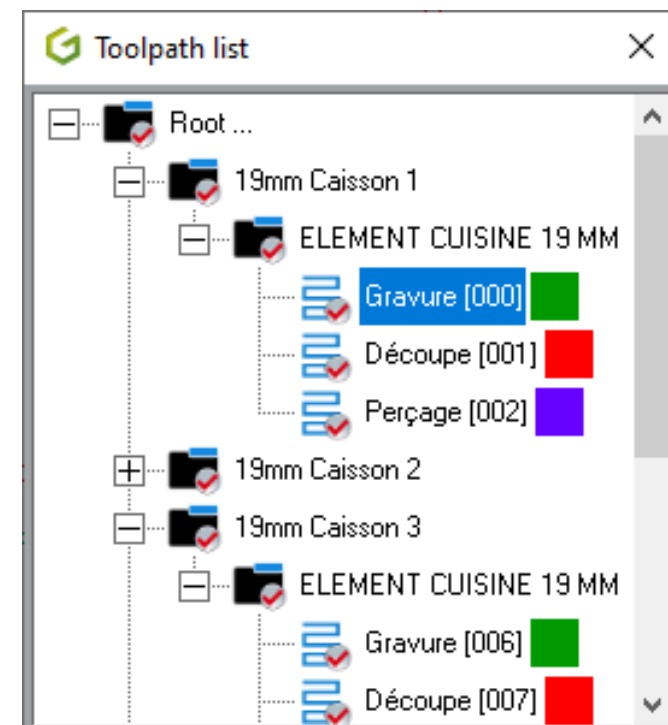 Toolpath list
Root ...
19mm Caisson 1
ELEMENT CUISINE 19 MM
Gravure [000]
Découpe [001]
Perçage [002]
19mm Caisson 2
19mm Caisson 3
ELEMENT CUISINE 19 MM
Gravure [006]
Découpe [007]